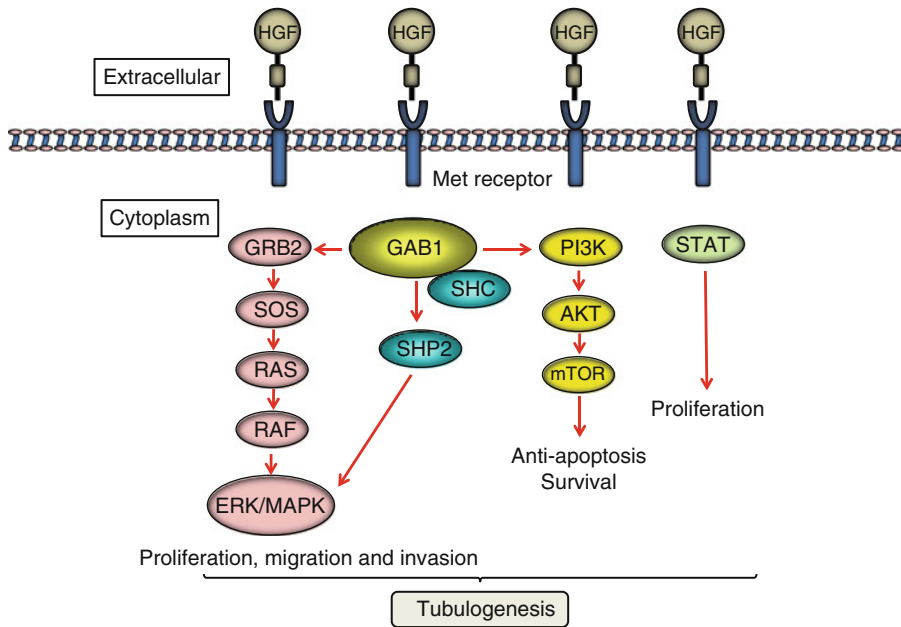 HGF HGF HGF HGF
Extracellular
Met receptor
Cytoplasm
GRB2 GAB1 PI3K STAT
SHC
SOS AKT
SHP2
RAS mTOR
Proliferation
RAF
Anti-apoptosis
Survival
ERK/MAPK
Proliferation, migration and invasion
Tubulogenesis